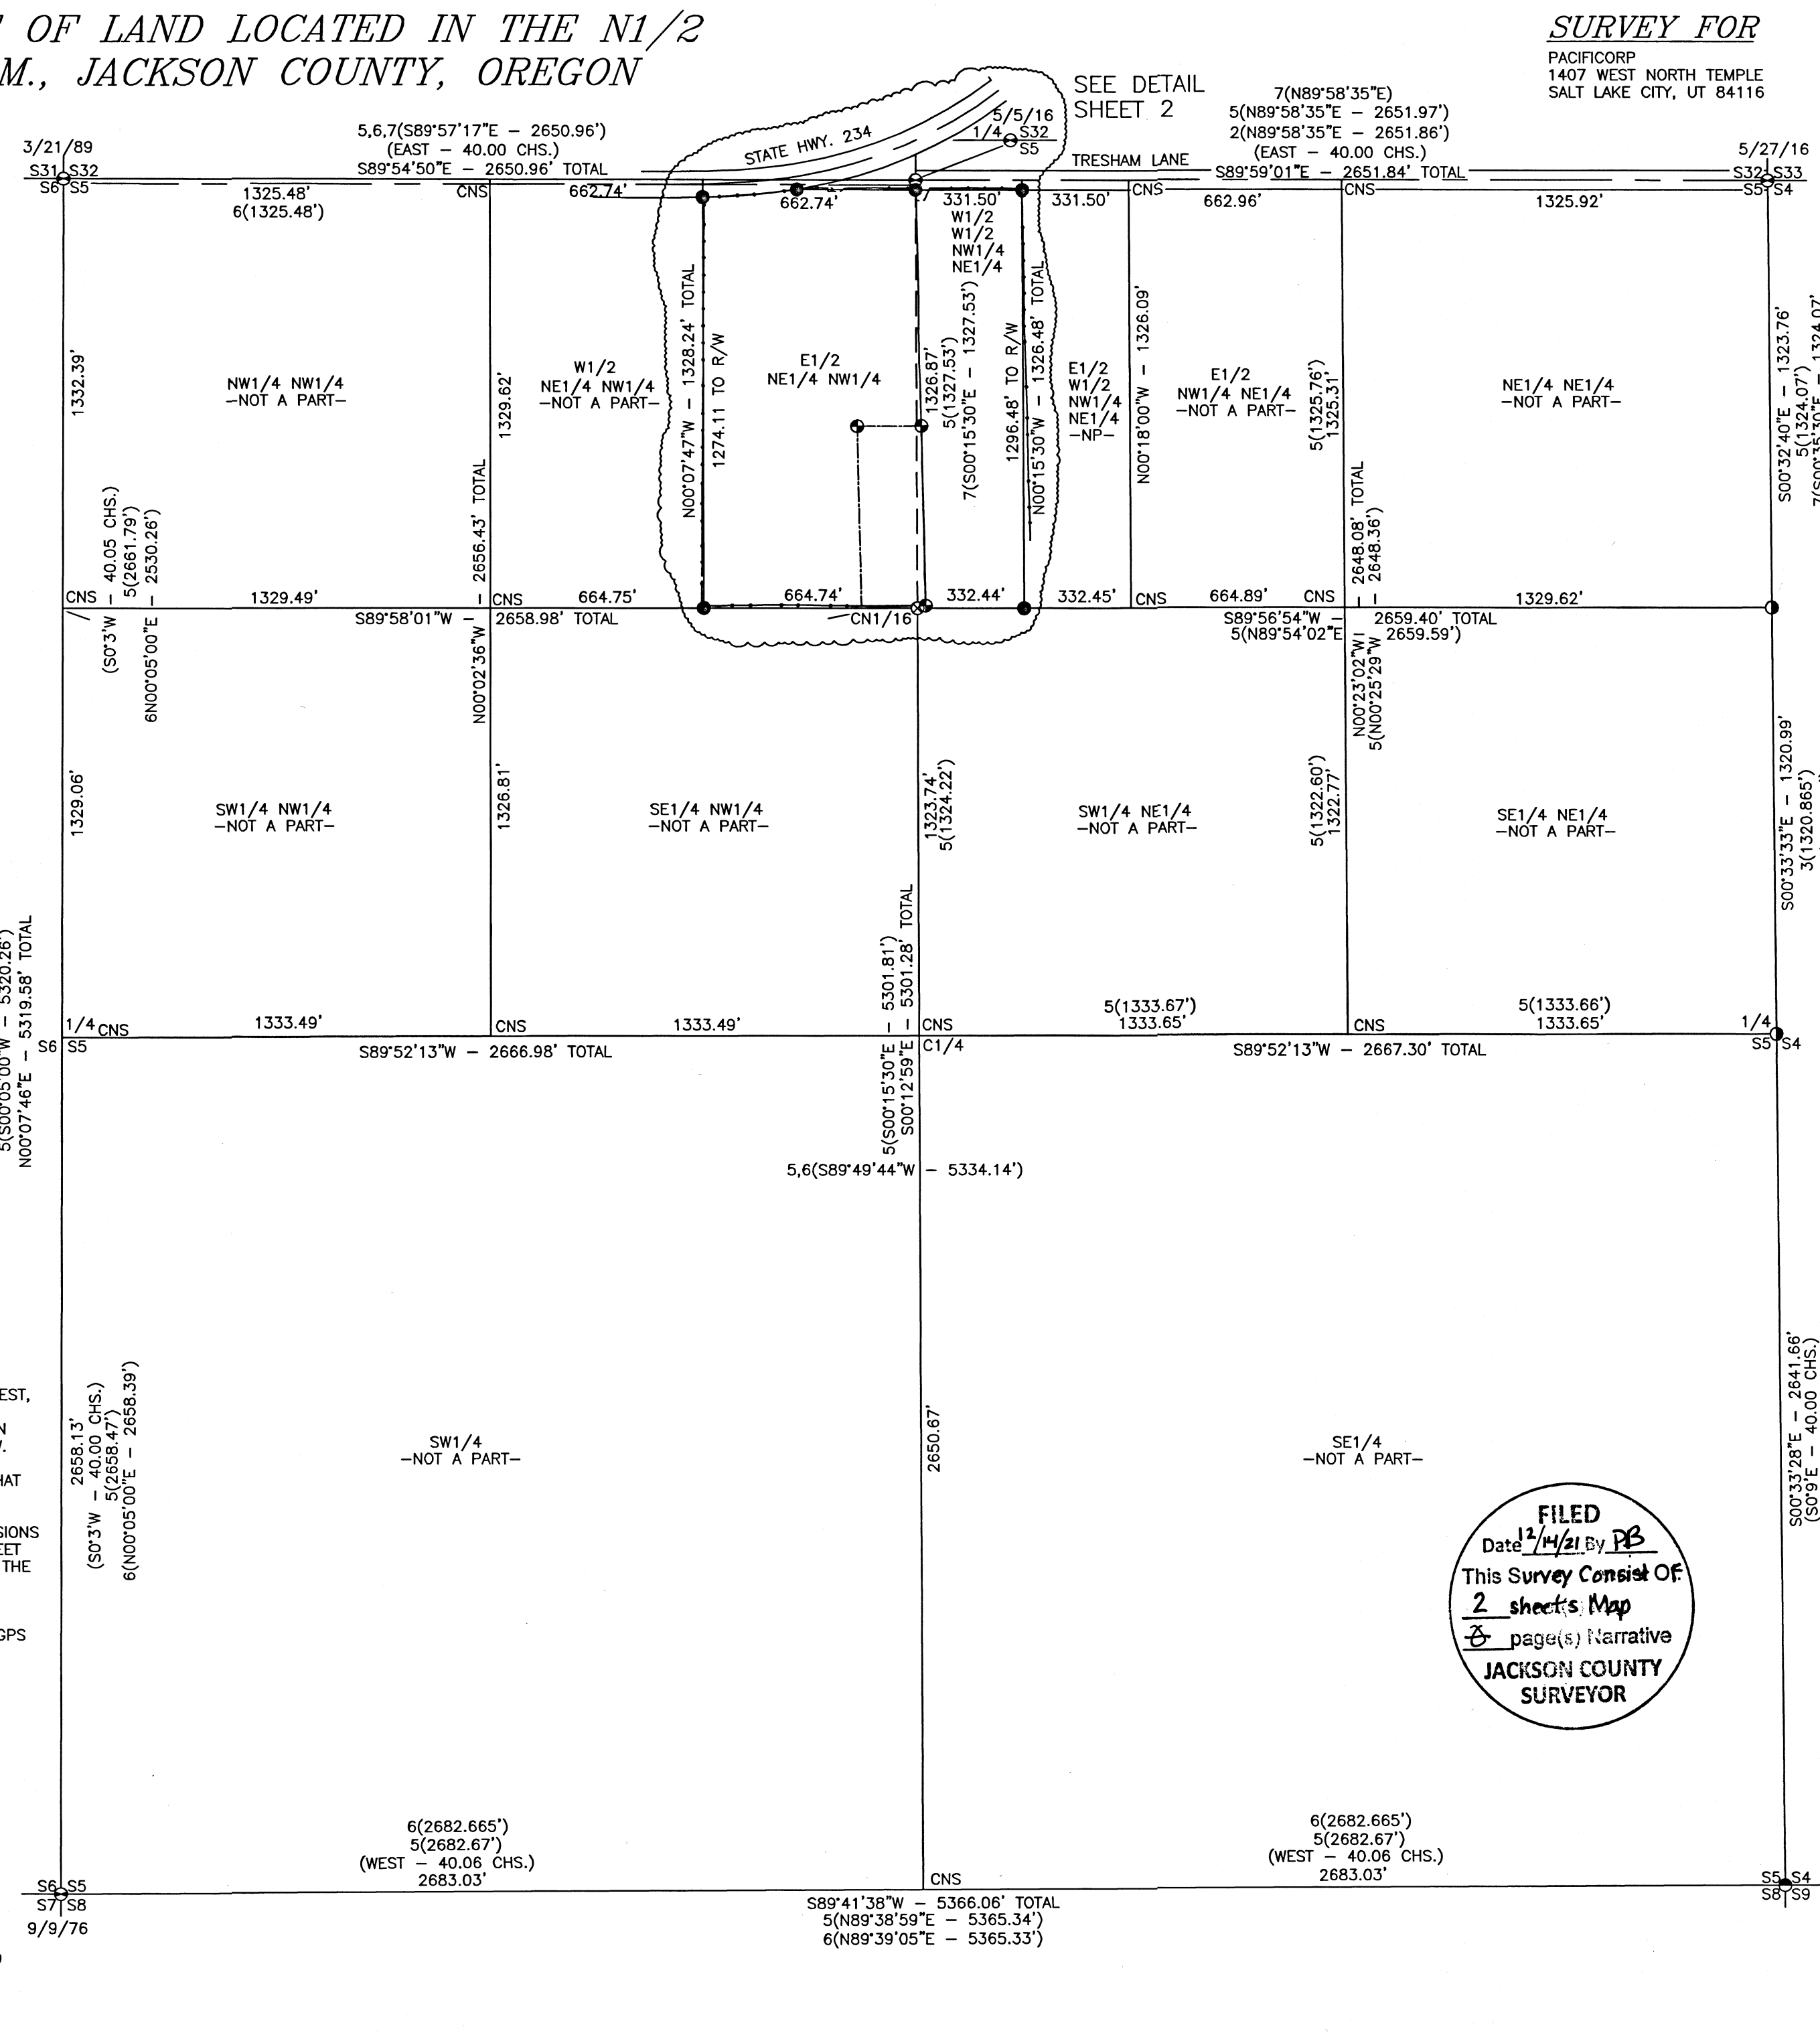 OF LAND LOCATED IN THE N1/2
M., JACKSON COUNTY, OREGON
SURVEY FOR
PACIFICORP
1407 WEST NORTH TEMPLE
SALT LAKE CITY, UT 84116
SEE DETAIL
SHEET 2
7(N89°58'35"E)
5(N89°58'35"E – 2651.97')
2(N89°58'35"E – 2651.86')
(EAST – 40.00 CHS.)
S89°59'01"E – 2651.84' TOTAL
5,6,7(S89°57'17"E – 2650.96')
(EAST – 40.00 CHS.)
S89°54'50"E – 2650.96' TOTAL
3/21/89
S31 S32
S6 S5
STATE HWY. 234
5/5/16
1/4 S32
S5
TRESHAM LANE
5/27/16
S32 S33
S5 S4
1325.48'
6(1325.48')
CNS
662.74'
662.74'
331.50'
331.50'
CNS
662.96'
CNS
1325.92'
W1/2
W1/2
NW1/4
NE1/4
1332.39'
NW1/4 NW1/4
–NOT A PART–
1329.62'
W1/2
NE1/4 NW1/4
–NOT A PART–
N00°07'47"W – 1328.24' TOTAL
1274.11 TO R/W
E1/2
NE1/4 NW1/4
1326.87'
5(1327.53')
7(S00°15'30"E – 1327.53')
1296.48' TO R/W
N00°15'30"W – 1326.48' TOTAL
E1/2
W1/2
NW1/4
NE1/4
–NP–
N00°18'00"W – 1326.09'
E1/2
NW1/4 NE1/4
–NOT A PART–
5(1325.76')
1325.31'
NE1/4 NE1/4
–NOT A PART–
S00°32'40"E – 1323.76'
5(1324.07')
7(S00°35'30"E – 1324.07'
(S0°3'W – 40.05 CHS.)
5(2661.79')
6N00°05'00"E – 2530.26')
N00°02'36"W – 2656.43' TOTAL
N00°23'02"W – 2648.08' TOTAL
5(N00°25'29"W – 2648.36')
CNS
1329.49'
CNS
664.75'
664.74'
332.44'
332.45'
CNS
664.89'
CNS
1329.62'
S89°58'01"W – 2658.98' TOTAL
CN1/16
S89°56'54"W – 2659.40' TOTAL
5(N89°54'02"E – 2659.59')
1329.06'
SW1/4 NW1/4
–NOT A PART–
1326.81'
SE1/4 NW1/4
–NOT A PART–
1323.74'
5(1324.22')
SW1/4 NE1/4
–NOT A PART–
5(1322.60')
1322.77'
SE1/4 NE1/4
–NOT A PART–
S00°33'33"E – 1320.99'
3(1320.865')
5(S00°05'00"W – 5320.26')
N00°07'46"E – 5319.58' TOTAL
5(S00°15'30"E – 5301.81')
S00°12'59"E – 5301.28' TOTAL
1/4 CNS
S6 S5
1333.49'
CNS
1333.49'
CNS
C1/4
5(1333.67')
1333.65'
CNS
5(1333.66')
1333.65'
1/4
S5 S4
S89°52'13"W – 2666.98' TOTAL
S89°52'13"W – 2667.30' TOTAL
5,6(S89°49'44"W – 5334.14')
EST,
N
HAT
SIONS
EET
THE
GPS
2658.13'
(S0°3'W – 40.00 CHS.)
5(2658.47')
6(N00°05'00"E – 2658.39')
SW1/4
–NOT A PART–
2650.67'
SE1/4
–NOT A PART–
S00°33'28"E – 2641.66'
(S0°9'E – 40.00 CHS.)
FILED
Date 12/14/21 By PB
This Survey Consist Of:
2 sheet(s) Map
0 page(s) Narrative
JACKSON COUNTY
SURVEYOR
6(2682.665')
5(2682.67')
(WEST – 40.06 CHS.)
2683.03'
6(2682.665')
5(2682.67')
(WEST – 40.06 CHS.)
2683.03'
S6 S5
S7 S8
9/9/76
CNS
S5 S4
S8 S9
S89°41'38"W – 5366.06' TOTAL
5(N89°38'59"E – 5365.34')
6(N89°39'05"E – 5365.33')